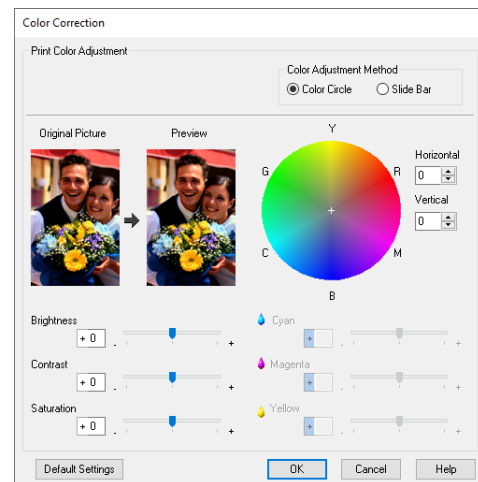 Color Correction
Print Color Adjustment
Color Adjustment Method
Color Circle
Slide Bar
Original Picture
Preview
Y
G
R
C
M
B
Horizontal
0
Vertical
0
Brightness
+ 0
- +
Contrast
+ 0
- +
Saturation
+ 0
- +
Cyan
+
- +
Magenta
+
- +
Yellow
+
- +
Default Settings
OK
Cancel
Help